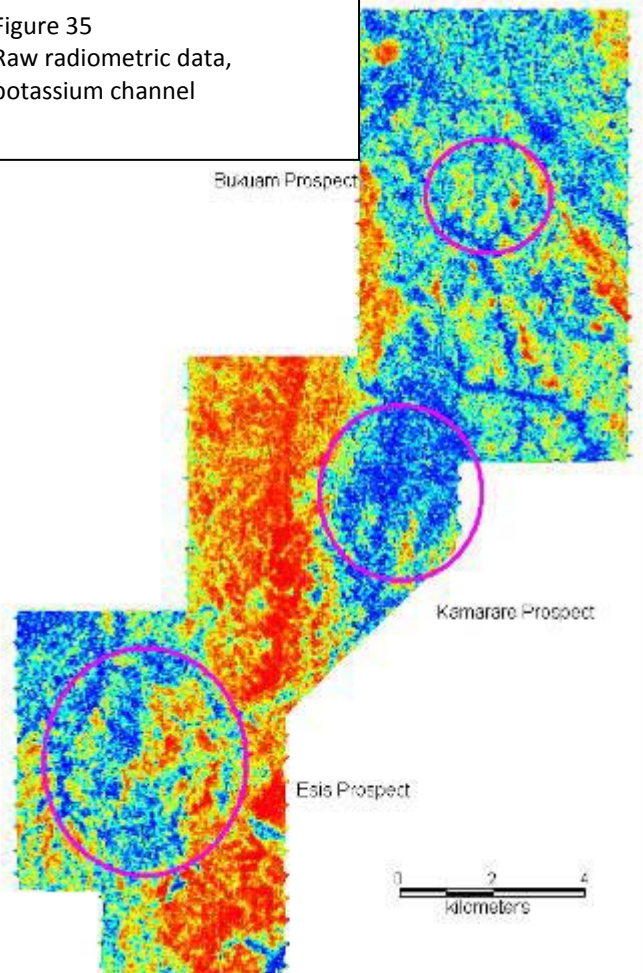 Figure 35
Raw radiometric data,
potassium channel
Bukuam Prospect
Kamarare Prospect
Esis Prospect
0 2 4
kilometers